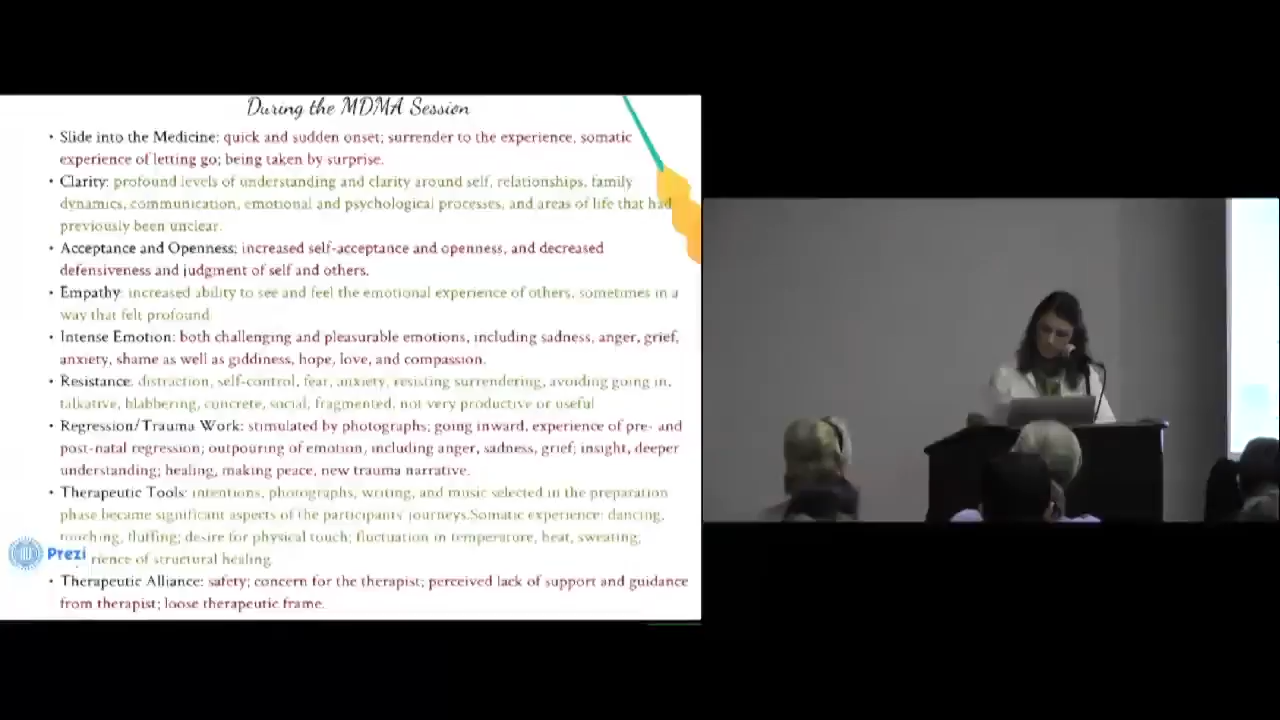 During the MDMA Session
• Slide into the Medicine: quick and sudden onset; surrender to the experience, somatic
experience of letting go; being taken by surprise.
• Clarity: profound levels of understanding and clarity around self, relationships, family
dynamics, communication, emotional and psychological processes, and areas of life that had
previously been unclear.
• Acceptance and Openness: increased self-acceptance and openness, and decreased
defensiveness and judgment of self and others.
• Empathy: increased ability to see and feel the emotional experience of others, sometimes in a
way that felt profound
• Intense Emotion: both challenging and pleasurable emotions, including sadness, anger, grief,
anxiety, shame as well as giddiness, hope, love, and compassion.
• Resistance: distraction, self-control, fear, anxiety, resisting surrendering, avoiding going in,
talkative, blabbering, concrete, social, fragmented, not very productive or useful
• Regression/Trauma Work: stimulated by photographs; going inward, experience of pre- and
post-natal regression; outpouring of emotion, including anger, sadness, grief; insight, deeper
understanding; healing, making peace, new trauma narrative.
• Therapeutic Tools: intentions, photographs, writing, and music selected in the preparation
phase became significant aspects of the participants' journeys.Somatic experience: dancing,
touching, fluffing; desire for physical touch; fluctuation in temperature, heat, sweating;
rience of structural healing.
Prezi
• Therapeutic Alliance: safety; concern for the therapist; perceived lack of support and guidance
from therapist; loose therapeutic frame.